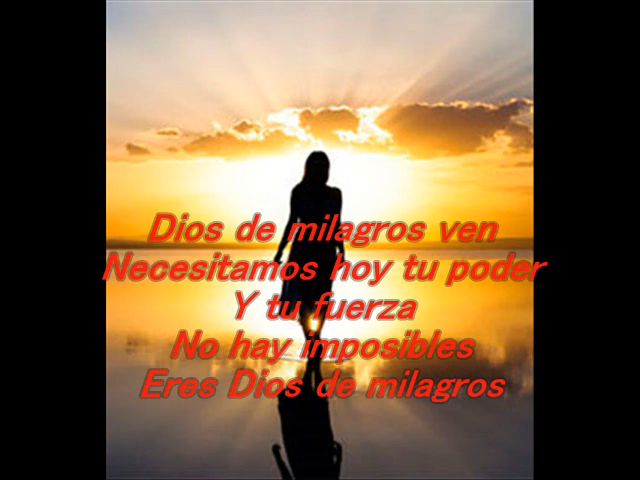 Dios de milagros ven
Necesitamos hoy tu poder
Y tu fuerza
No hay imposibles
Eres Dios de milagros